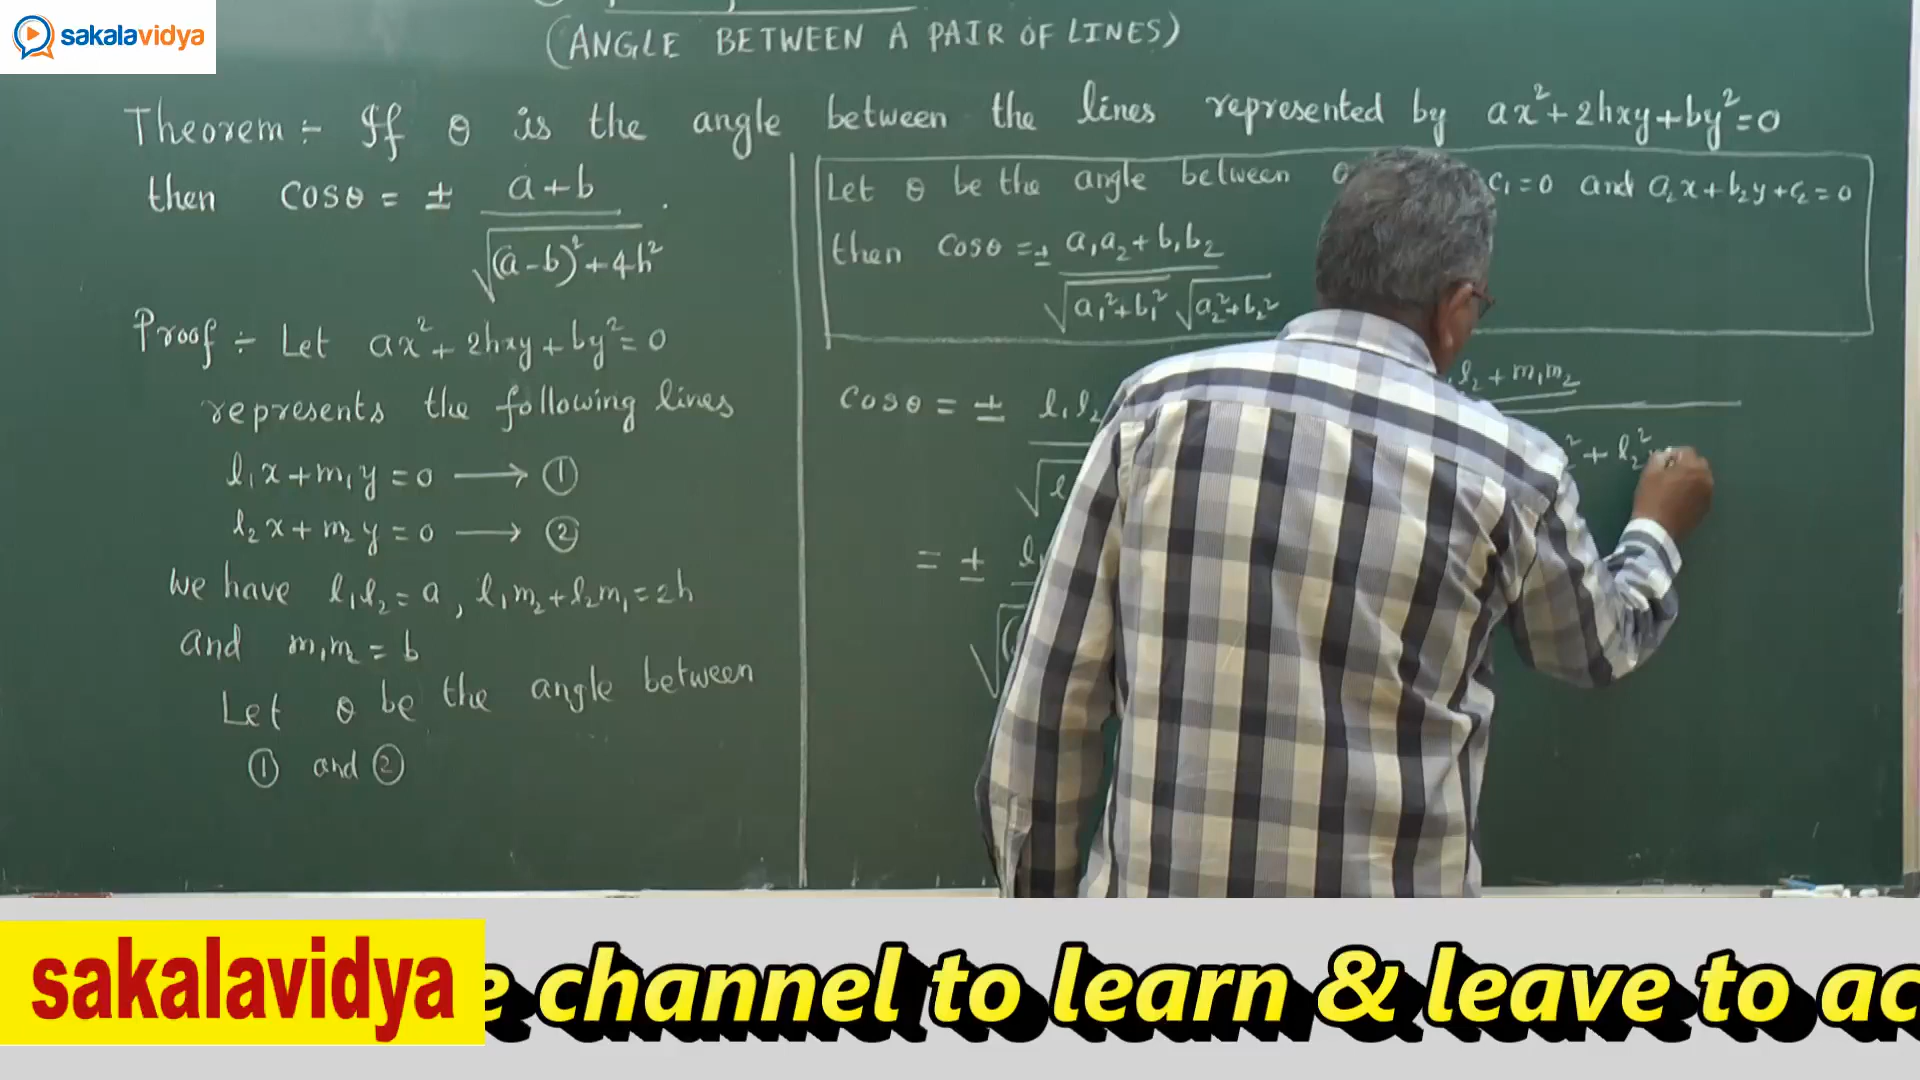 sakalavidya
(ANGLE BETWEEN A PAIR OF LINES)
Theorem :- If θ is the angle between the lines represented by ax²+2hxy+by²=0
then cosθ = ± a+b / √(a-b)²+4h² .
Proof :- Let ax²+2hxy+by²=0
represents the following lines
l₁x+m₁y=0 ⟶ ①
l₂x+m₂y=0 ⟶ ②
We have l₁l₂=a, l₁m₂+l₂m₁=2h
and m₁m₂=b
Let θ be the angle between
① and ②
Let θ be the angle between c₁=0 and a₂x+b₂y+c₂=0
then cosθ =± a₁a₂+b₁b₂ / √a₁²+b₁² √a₂²+b₂²
cosθ = ± l₁l₂
l₂+m₁m₂
+l₂²
= ±
sakalavidya
e channel to learn & leave to ac